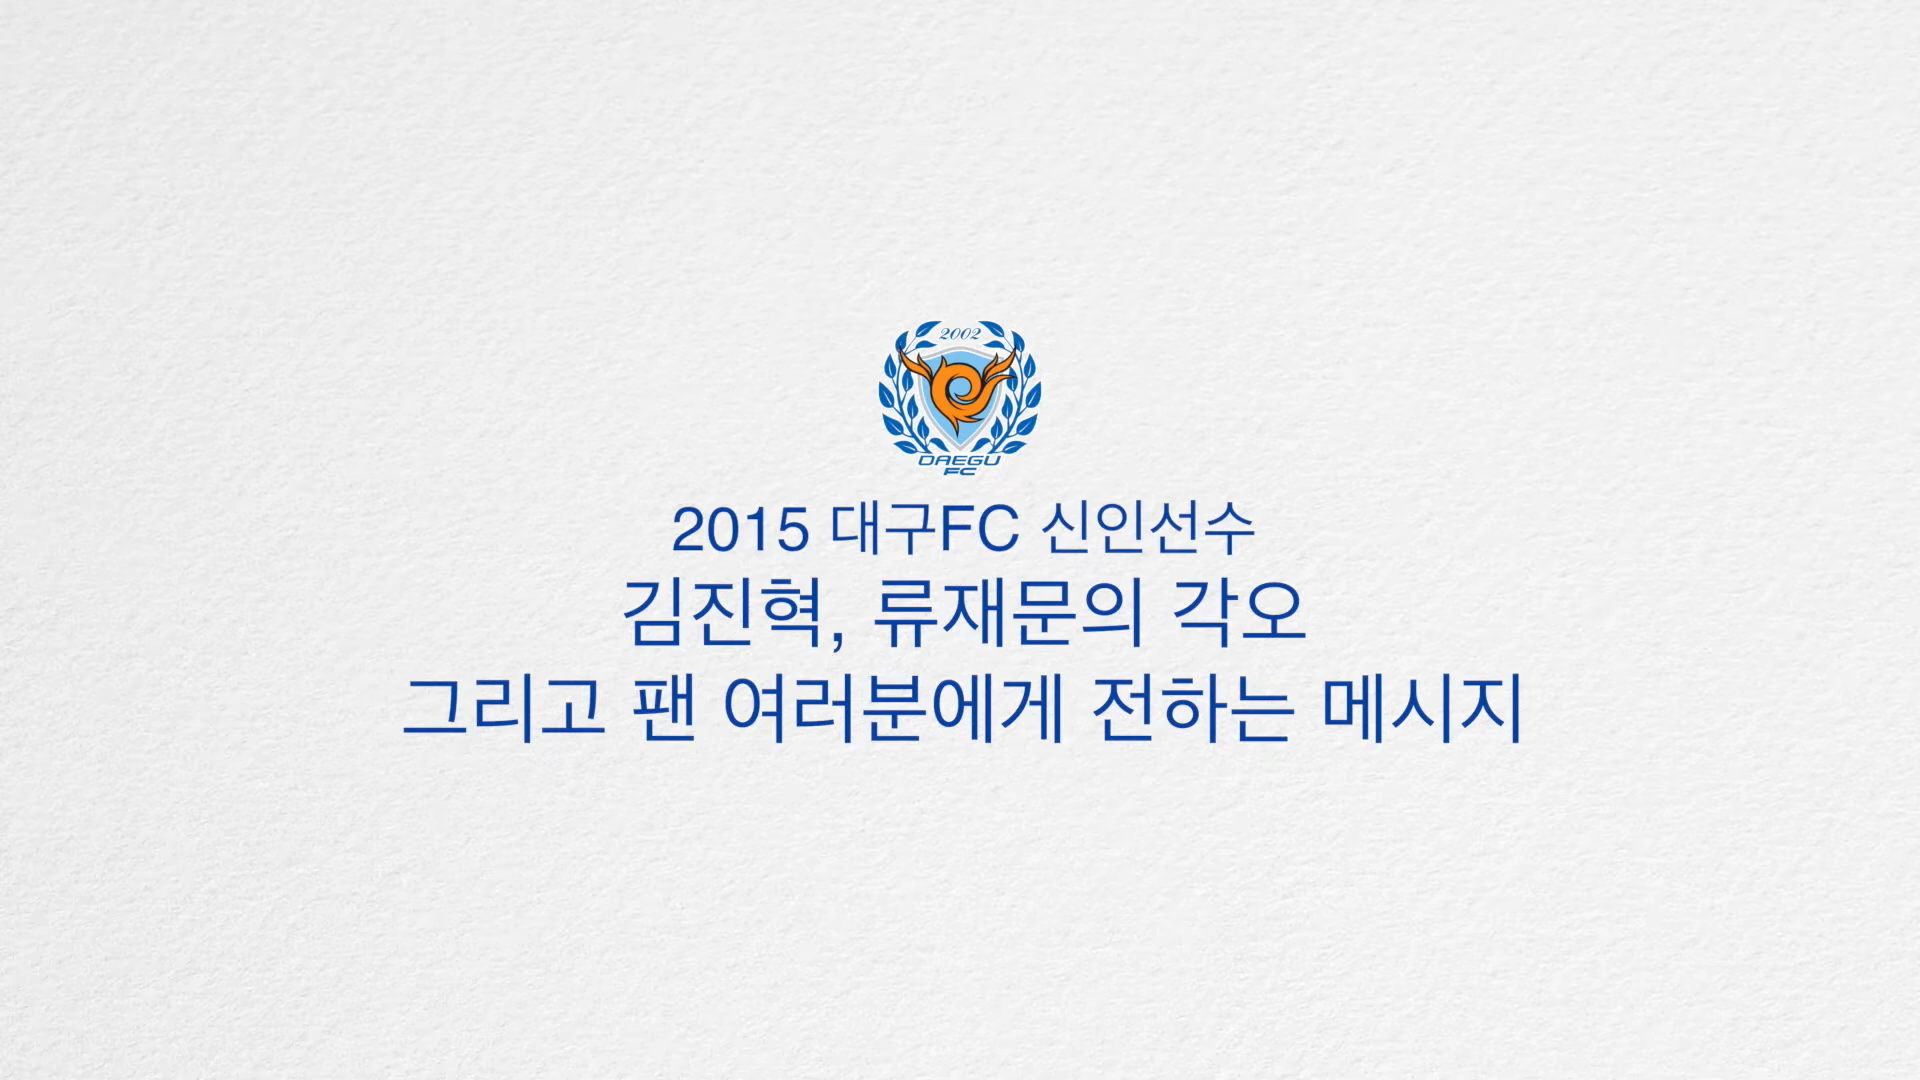 2002
DAEGU
FC
2015 대구FC 신인선수
김진혁, 류재문의 각오
그리고 팬 여러분에게 전하는 메시지